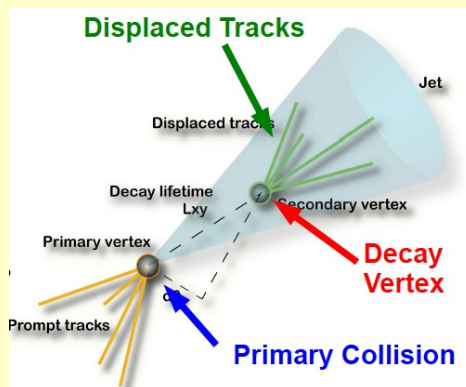 Displaced Tracks
Jet
Displaced tracks
Decay lifetime
Lxy
Secondary vertex
Primary vertex
Decay
Vertex
Prompt tracks
Primary Collision